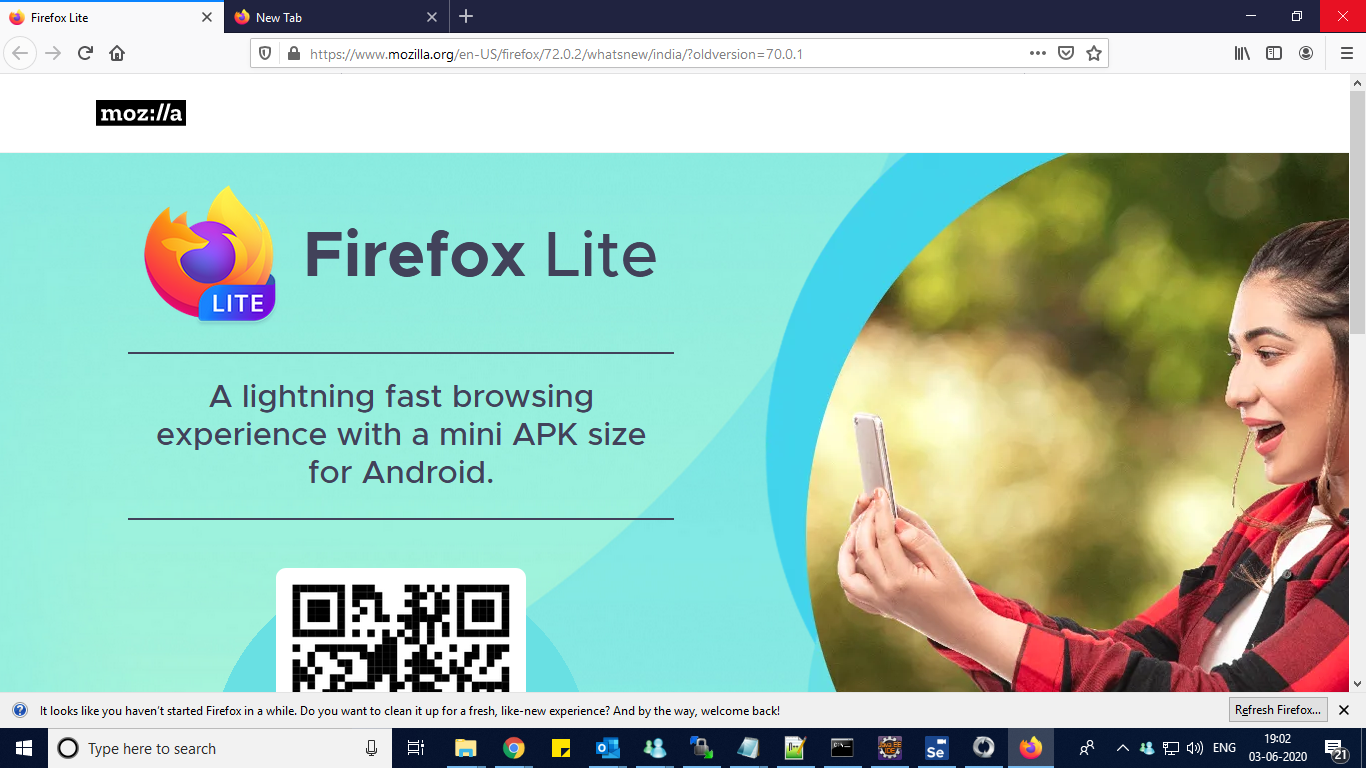 Firefox Lite
New Tab
https://www.mozilla.org/en-US/firefox/72.0.2/whatsnew/india/?oldversion=70.0.1
moz://a
LITE
Firefox Lite
A lightning fast browsing
experience with a mini APK size
for Android.
It looks like you haven't started Firefox in a while. Do you want to clean it up for a fresh, like-new experience? And by the way, welcome back!
Refresh Firefox...
Type here to search
Java EE
IDE
Se
ENG
19:02
03-06-2020
21